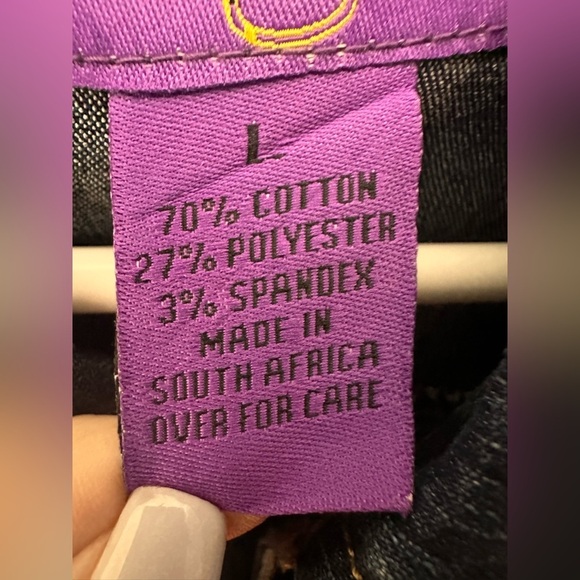 L
70% COTTON
27% POLYESTER
3% SPANDEX
MADE IN
SOUTH AFRICA
OVER FOR CARE